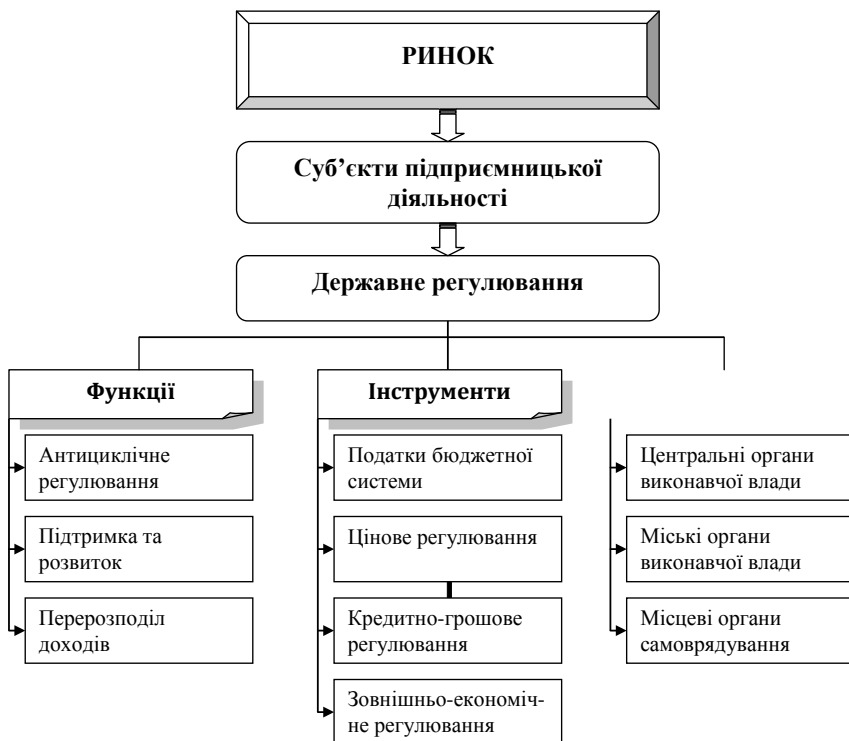 РИНОК
Суб’єкти підприємницької
діяльності
Державне регулювання
Функції
Антициклічне
регулювання
Підтримка та
розвиток
Перерозподіл
доходів
Інструменти
Податки бюджетної
системи
Цінове регулювання
Кредитно-грошове
регулювання
Зовнішньо-економіч-
не регулювання
Центральні органи
виконавчої влади
Міські органи
виконавчої влади
Місцеві органи
самоврядування